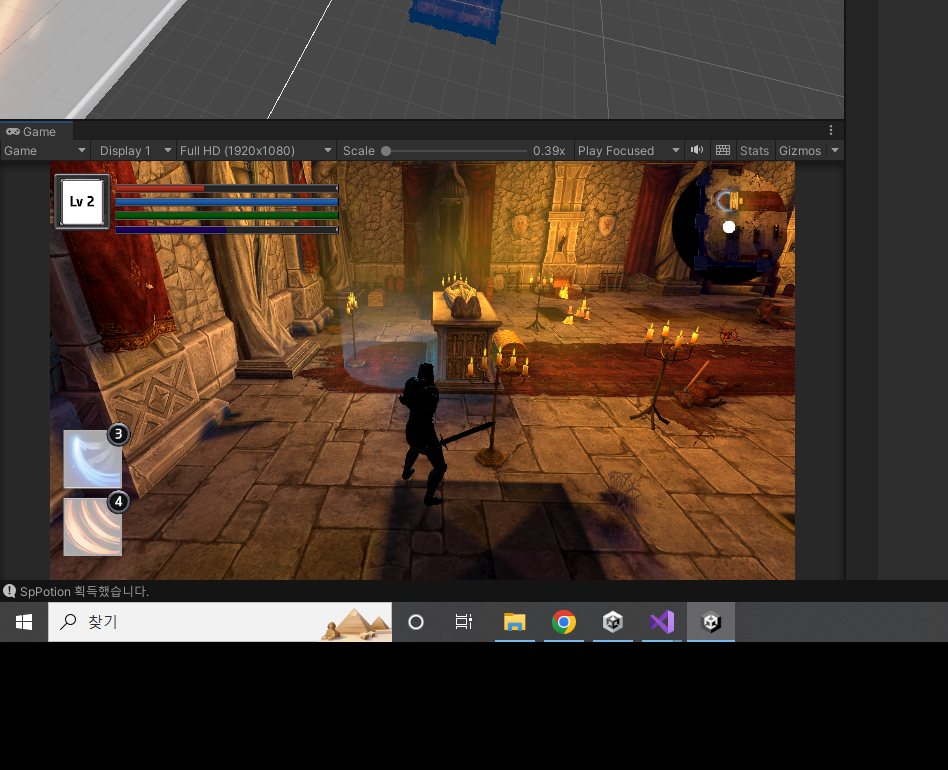 Game
Game Display 1 Full HD (1920x1080) Scale 0.39x Play Focused Stats Gizmos
Lv 2
3
4
SpPotion 획득했습니다.
찾기